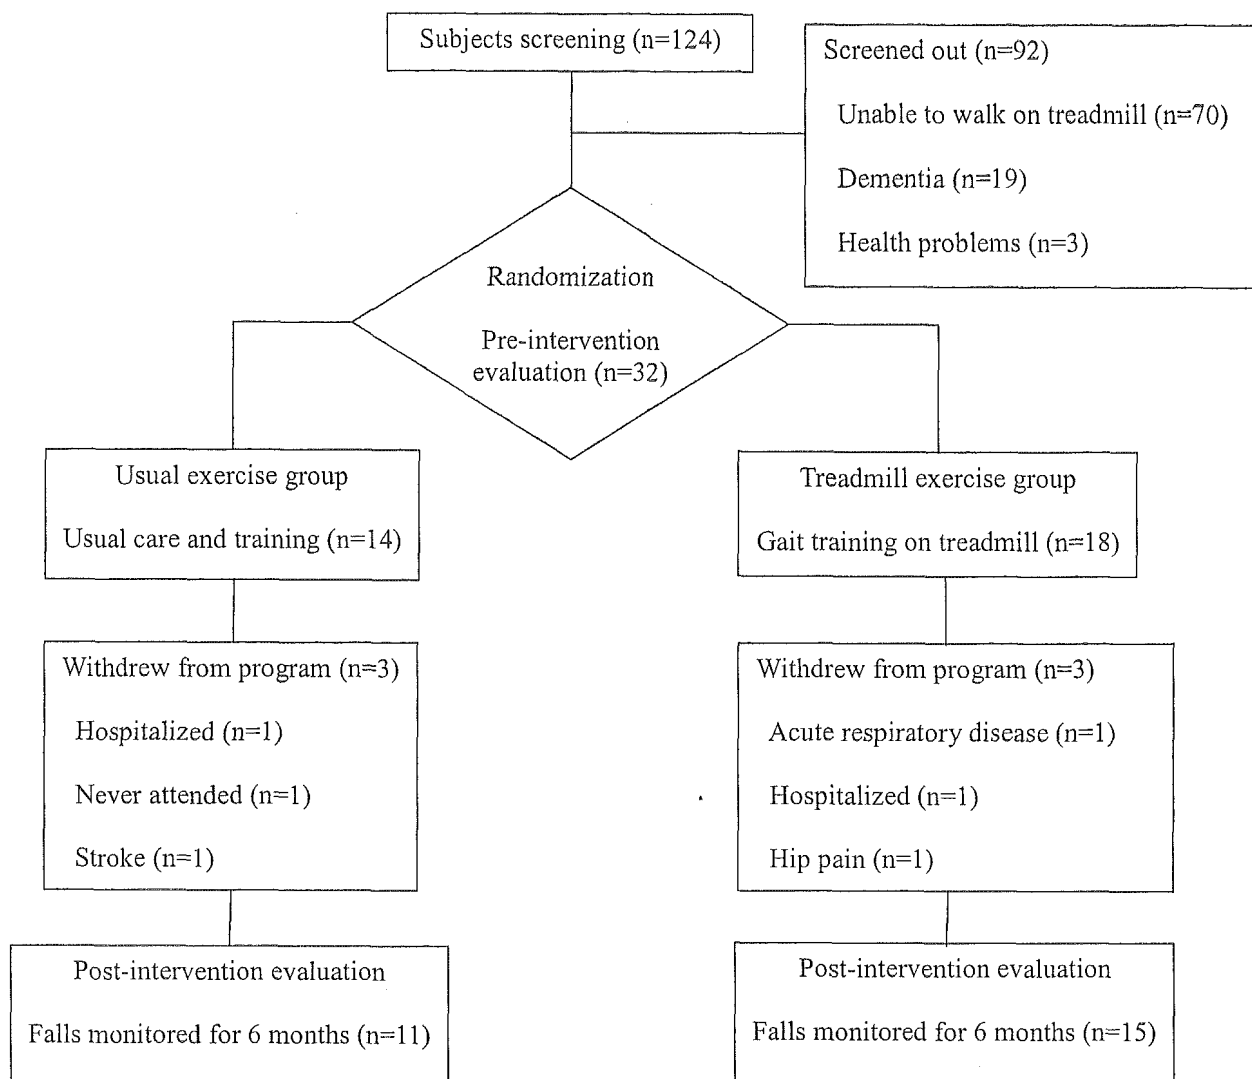 Subjects screening (n=124)
Screened out (n=92)
Unable to walk on treadmill (n=70)
Dementia (n=19)
Health problems (n=3)
Randomization
Pre-intervention
evaluation (n=32)
Usual exercise group
Usual care and training (n=14)
Treadmill exercise group
Gait training on treadmill (n=18)
Withdrew from program (n=3)
Hospitalized (n=1)
Never attended (n=1)
Stroke (n=1)
Withdrew from program (n=3)
Acute respiratory disease (n=1)
Hospitalized (n=1)
Hip pain (n=1)
Post-intervention evaluation
Falls monitored for 6 months (n=11)
Post-intervention evaluation
Falls monitored for 6 months (n=15)